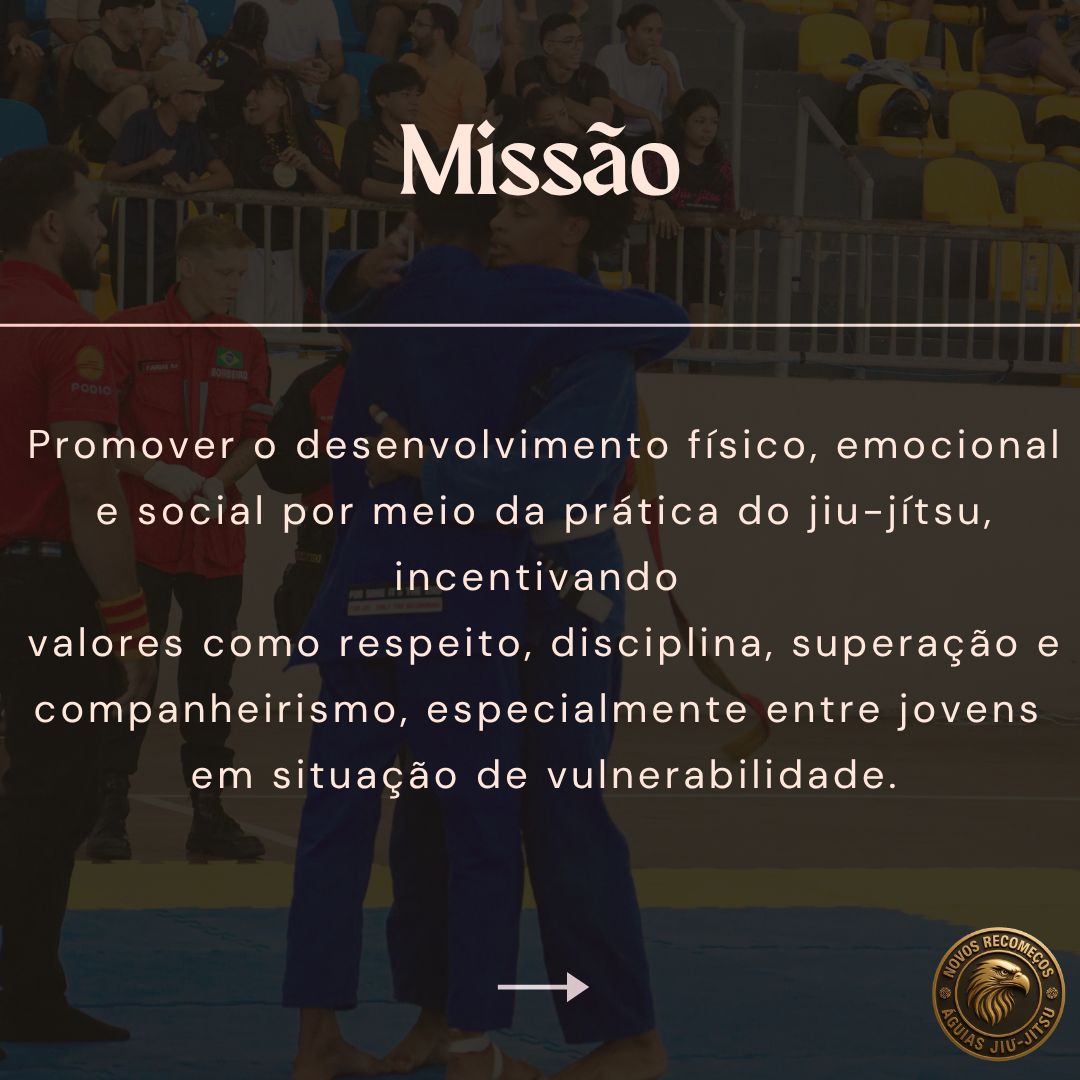 Missão
PODIO
BOMBEIRO
Promover o desenvolvimento físico, emocional
e social por meio da prática do jiu-jítsu,
incentivando
valores como respeito, disciplina, superação e
companheirismo, especialmente entre jovens
em situação de vulnerabilidade.
NOVOS RECOMEÇOS
ÁGUIAS JIU-JITSU